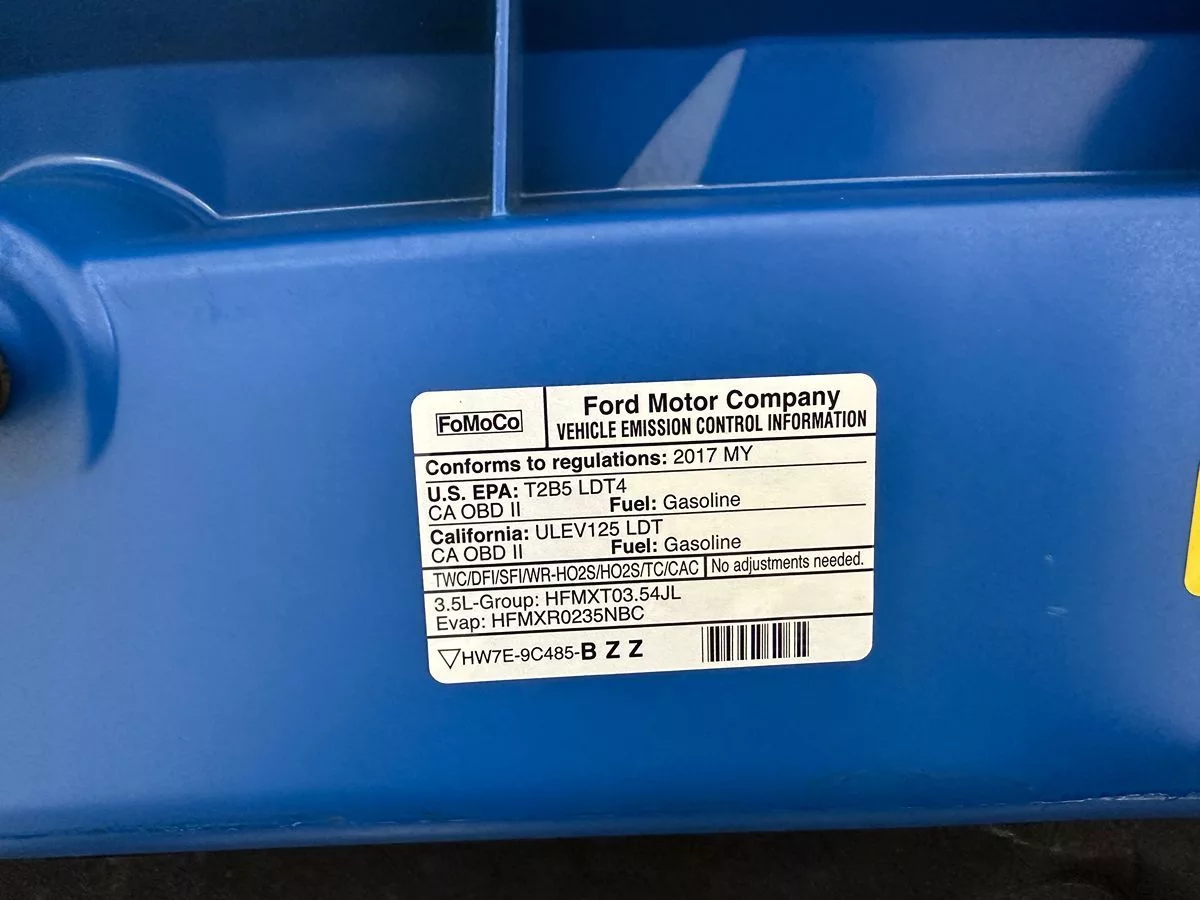 FoMoCo
Ford Motor Company
VEHICLE EMISSION CONTROL INFORMATION
Conforms to regulations: 2017 MY
U.S. EPA: T2B5 LDT4
CA OBD II Fuel: Gasoline
California: ULEV125 LDT
CA OBD II Fuel: Gasoline
TWC/DFI/SFI/WR-HO2S/HO2S/TC/CAC No adjustments needed.
3.5L-Group: HFMXT03.54JL
Evap: HFMXR0235NBC
HW7E-9C485-B Z Z